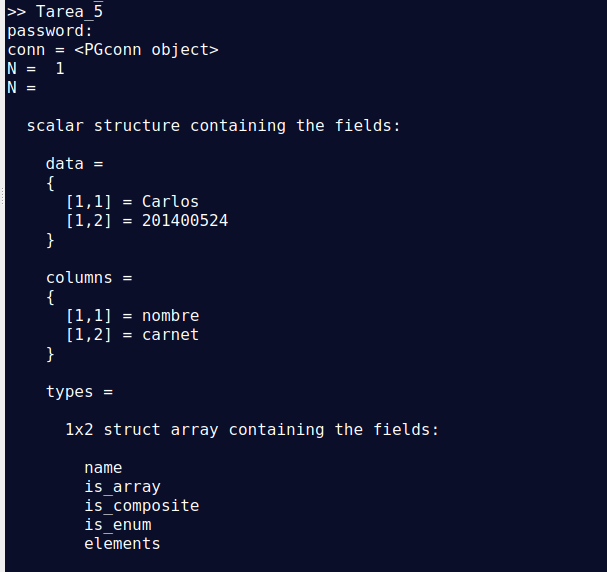 >> Tarea_5
password:
conn = <PGconn object>
N =  1
N =
  scalar structure containing the fields:
    data =
    {
      [1,1] = Carlos
      [1,2] = 201400524
    }
    columns =
    {
      [1,1] = nombre
      [1,2] = carnet
    }
    types =
      1x2 struct array containing the fields:
        name
        is_array
        is_composite
        is_enum
        elements